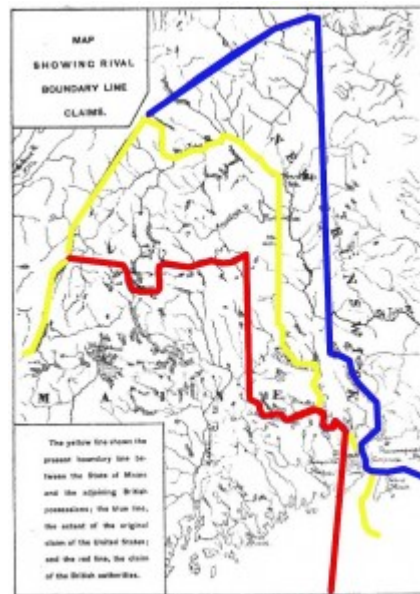 MAP
SHOWING RIVAL
BOUNDARY LINE
CLAIMS.
NEW
BRUNSWICK
MAINE
The yellow line shows the
present boundary line be-
tween the State of Maine
and the adjoining British
possessions; the blue line,
the extent of the original
claim of the United States;
and the red line, the claim
of the British authorities.